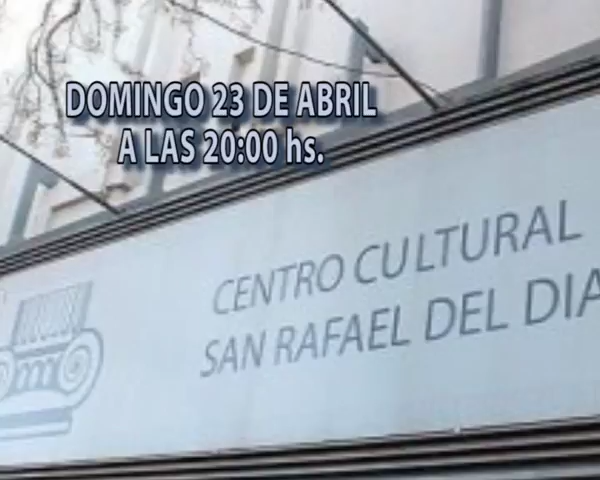 DOMINGO 23 DE ABRIL
A LAS 20:00 hs.
CENTRO CULTURAL
SAN RAFAEL DEL DIA